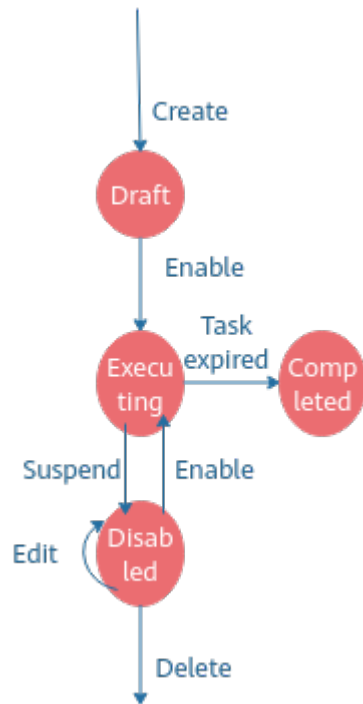 Create
Draft
Enable
Task
expired
Execu
ting
Comp
leted
Suspend
Enable
Disab
led
Edit
Delete